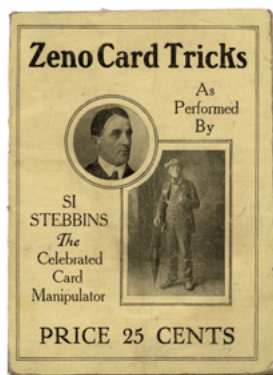 Zeno Card Tricks
As
Performed
By
SI
STEBBINS
The
Celebrated
Card
Manipulator
PRICE 25 CENTS